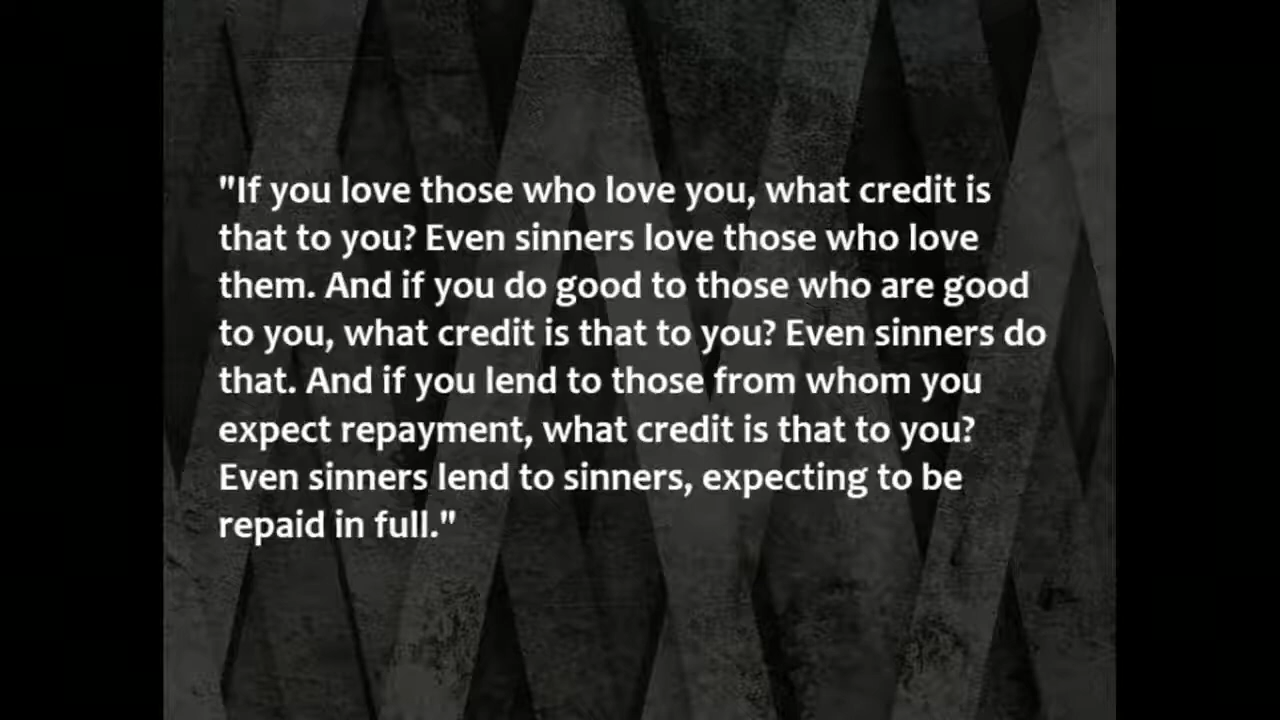 "If you love those who love you, what credit is
that to you? Even sinners love those who love
them. And if you do good to those who are good
to you, what credit is that to you? Even sinners do
that. And if you lend to those from whom you
expect repayment, what credit is that to you?
Even sinners lend to sinners, expecting to be
repaid in full."